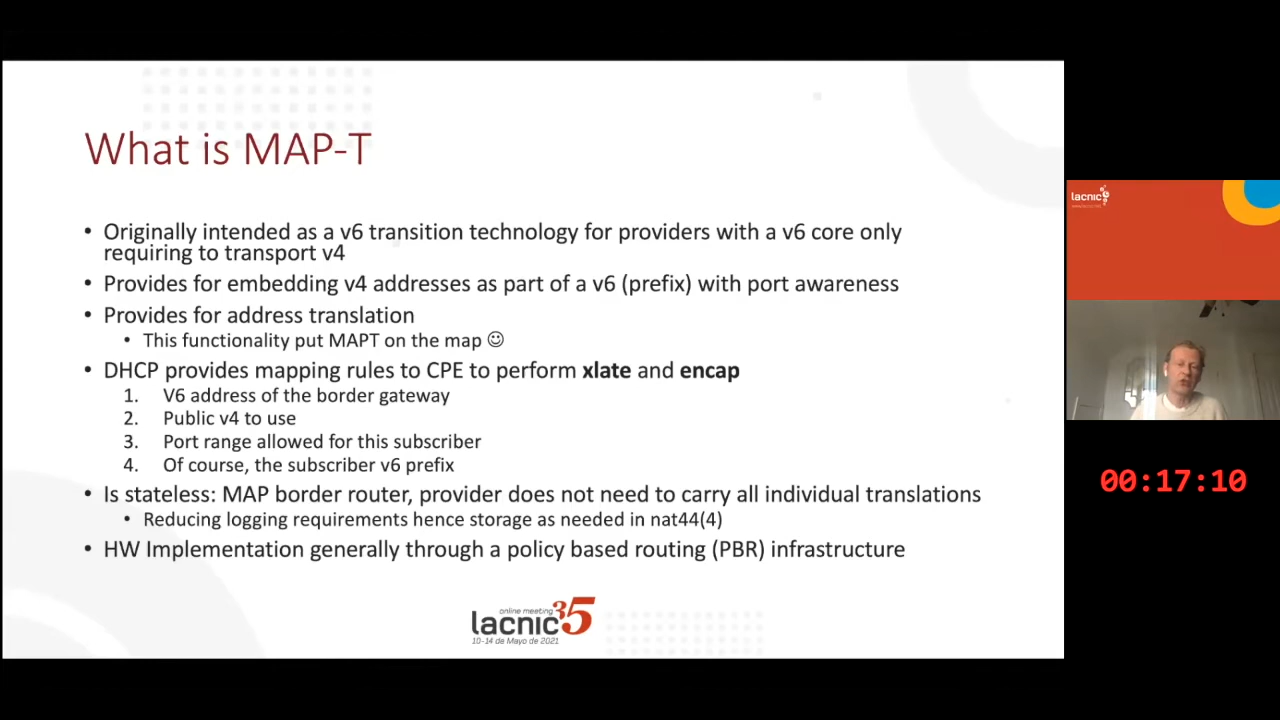 What is MAP-T
• Originally intended as a v6 transition technology for providers with a v6 core only
requiring to transport v4
• Provides for embedding v4 addresses as part of a v6 (prefix) with port awareness
• Provides for address translation
• This functionality put MAPT on the map ☺
• DHCP provides mapping rules to CPE to perform xlate and encap
1. V6 address of the border gateway
2. Public v4 to use
3. Port range allowed for this subscriber
4. Of course, the subscriber v6 prefix
• Is stateless: MAP border router, provider does not need to carry all individual translations
• Reducing logging requirements hence storage as needed in nat44(4)
• HW Implementation generally through a policy based routing (PBR) infrastructure
online meeting
lacnic 35
10-14 de Mayo de 2021
lacnic
00:17:10